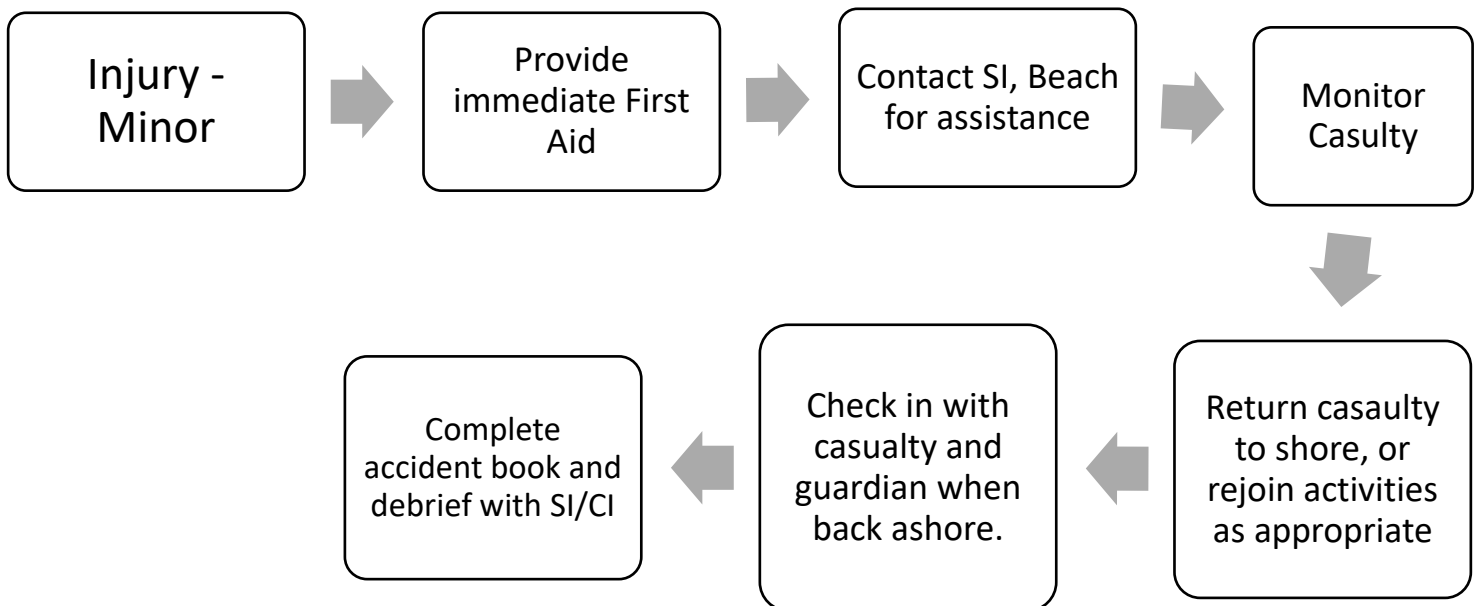 Injury -
Minor
Provide
immediate First
Aid
Contact SI, Beach
for assistance
Monitor
Casulty
Return casaulty
to shore, or
rejoin activities
as appropriate
Check in with
casualty and
guardian when
back ashore.
Complete
accident book and
debrief with SI/CI